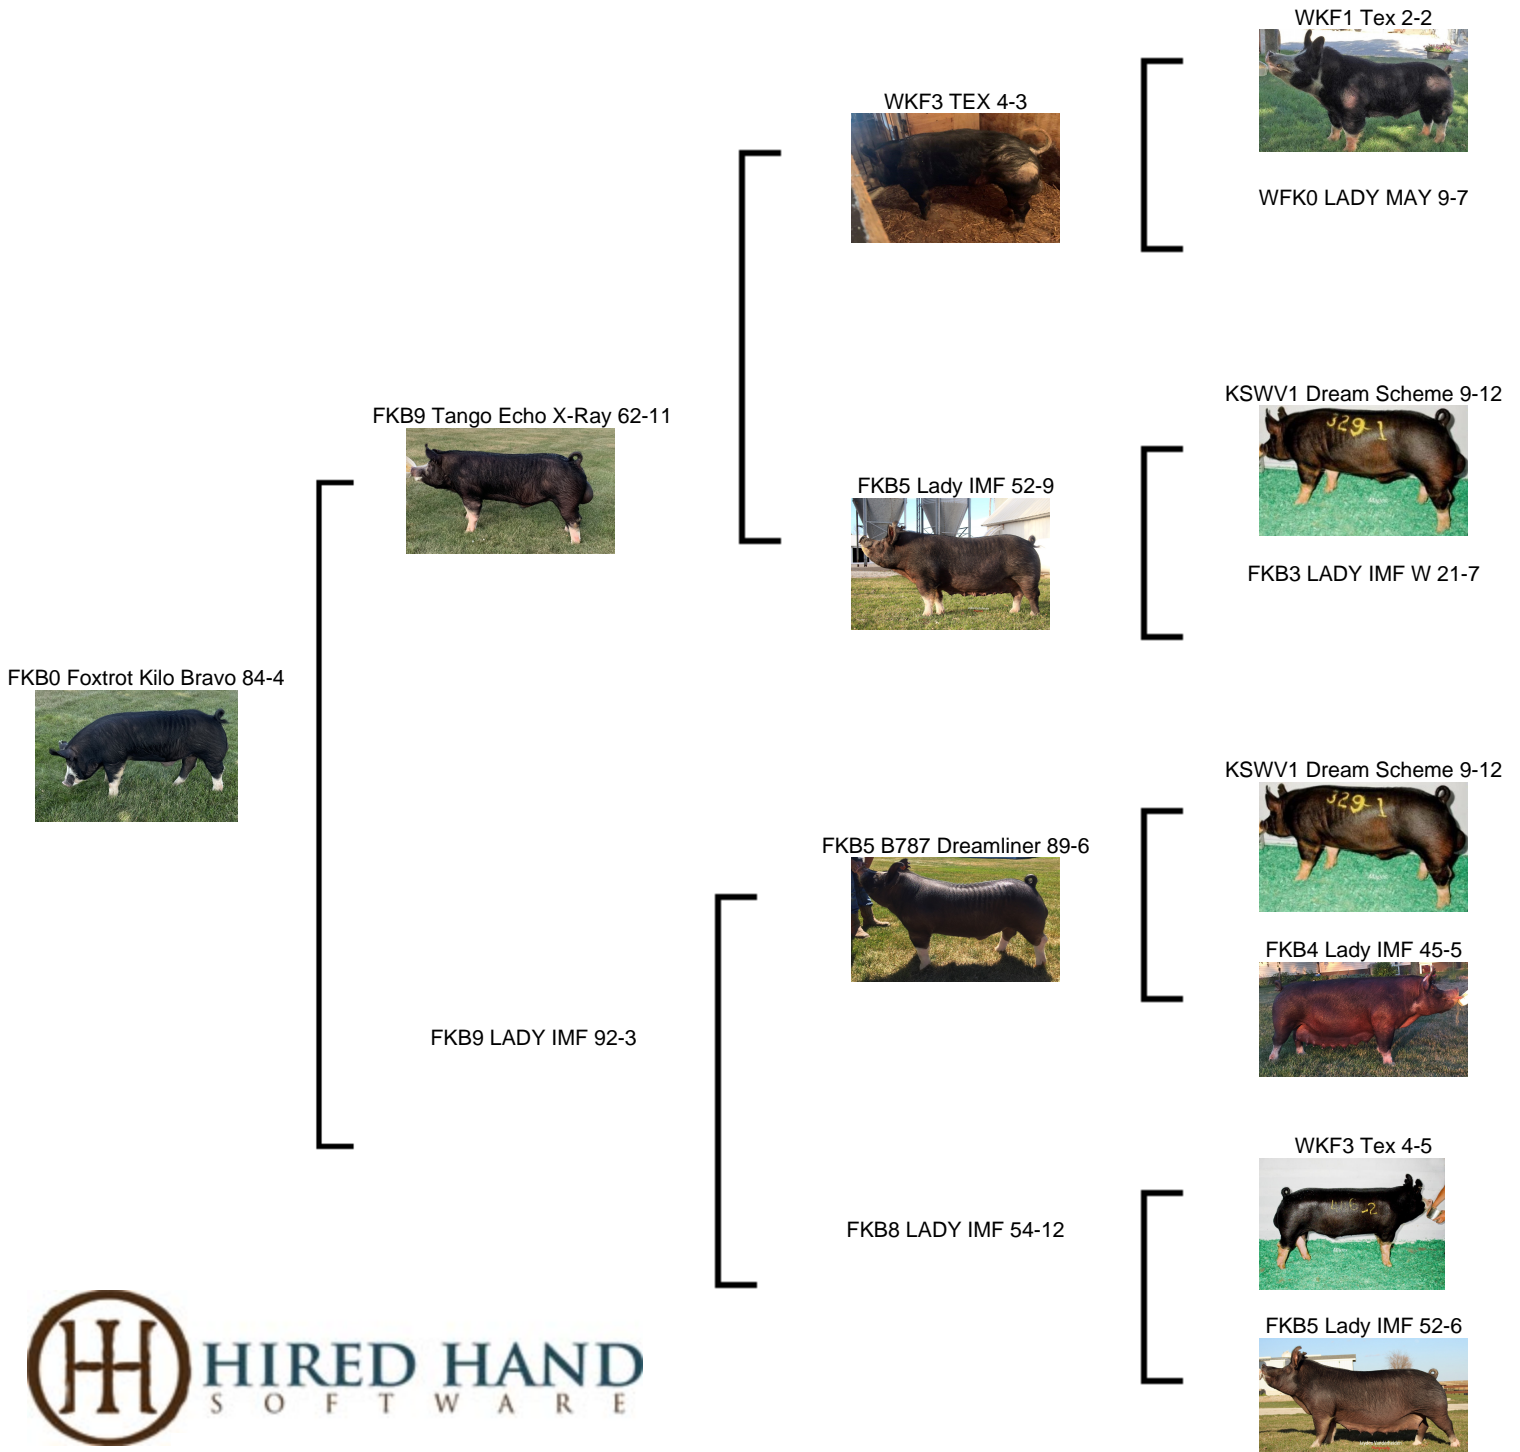 WKF1 Tex 2-2
WKF3 TEX 4-3
WFK0 LADY MAY 9-7
KSWV1 Dream Scheme 9-12
329-1
FKB9 Tango Echo X-Ray 62-11
FKB5 Lady IMF 52-9
FKB3 LADY IMF W 21-7
FKB0 Foxtrot Kilo Bravo 84-4
KSWV1 Dream Scheme 9-12
329-1
FKB5 B787 Dreamliner 89-6
FKB4 Lady IMF 45-5
FKB9 LADY IMF 92-3
WKF3 Tex 4-5
FKB8 LADY IMF 54-12
FKB5 Lady IMF 52-6
HIRED HAND
SOFTWARE